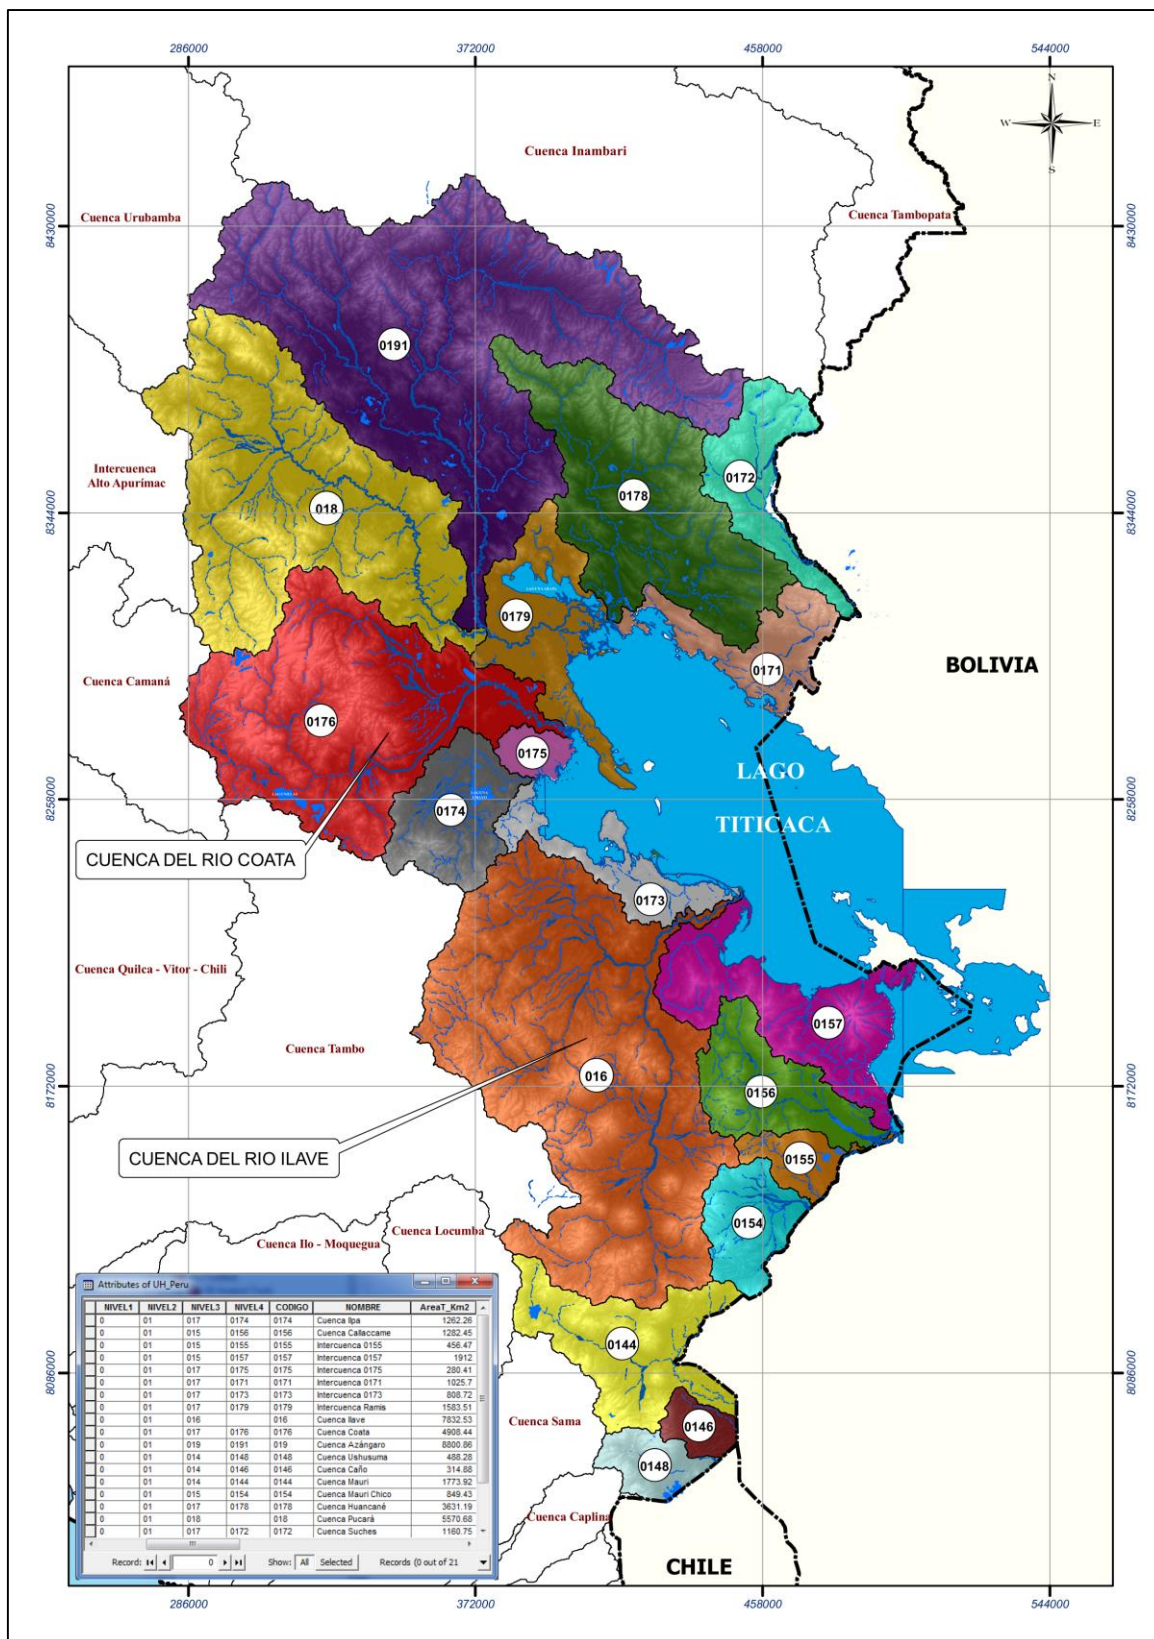 286000 372000 458000 544000
N
W E
S
Cuenca Inambari
Cuenca Urubamba
Cuenca Tambopata
8430000 8430000
0191
Intercuenca
Alto Apurímac
0172
0178
018
8344000 8344000
LAGUNA ARAPA
0179
BOLIVIA
0171
Cuenca Camaná
0176
0175
LAGO
TITICACA
8258000 8258000
0174
CUENCA DEL RIO COATA
0173
Cuenca Quilca - Vitor - Chili
0157
Cuenca Tambo
016
8172000 8172000
0156
CUENCA DEL RIO ILAVE
0155
0154
Cuenca Locumba
Cuenca Ilo - Moquegua
0144
8086000 8086000
Cuenca Sama
0146
0148
Cuenca Caplina
CHILE
Attributes of UH_Peru
NIVEL1 NIVEL2 NIVEL3 NIVEL4 CODIGO NOMBRE AreaT_Km2
0 01 017 0174 0174 Cuenca Ilpa 1262.26
0 01 015 0156 0156 Cuenca Callaccame 1282.45
0 01 015 0155 0155 Intercuenca 0155 456.47
0 01 015 0157 0157 Intercuenca 0157 1912
0 01 017 0175 0175 Intercuenca 0175 280.41
0 01 017 0171 0171 Intercuenca 0171 1025.7
0 01 017 0173 0173 Intercuenca 0173 808.72
0 01 017 0179 0179 Intercuenca Ramis 1583.51
0 01 016 016 Cuenca Ilave 7832.53
0 01 017 0176 0176 Cuenca Coata 4908.44
0 01 019 0191 019 Cuenca Azángaro 8800.86
0 01 014 0148 0148 Cuenca Ushusuma 488.28
0 01 014 0146 0146 Cuenca Caño 314.88
0 01 014 0144 0144 Cuenca Mauri 1773.92
0 01 015 0154 0154 Cuenca Mauri Chico 849.43
0 01 017 0178 0178 Cuenca Huancané 3631.19
0 01 018 018 Cuenca Pucará 5570.68
0 01 017 0172 0172 Cuenca Suches 1160.75
Record: 0 Show: All Selected Records (0 out of 21
286000 372000 458000 544000